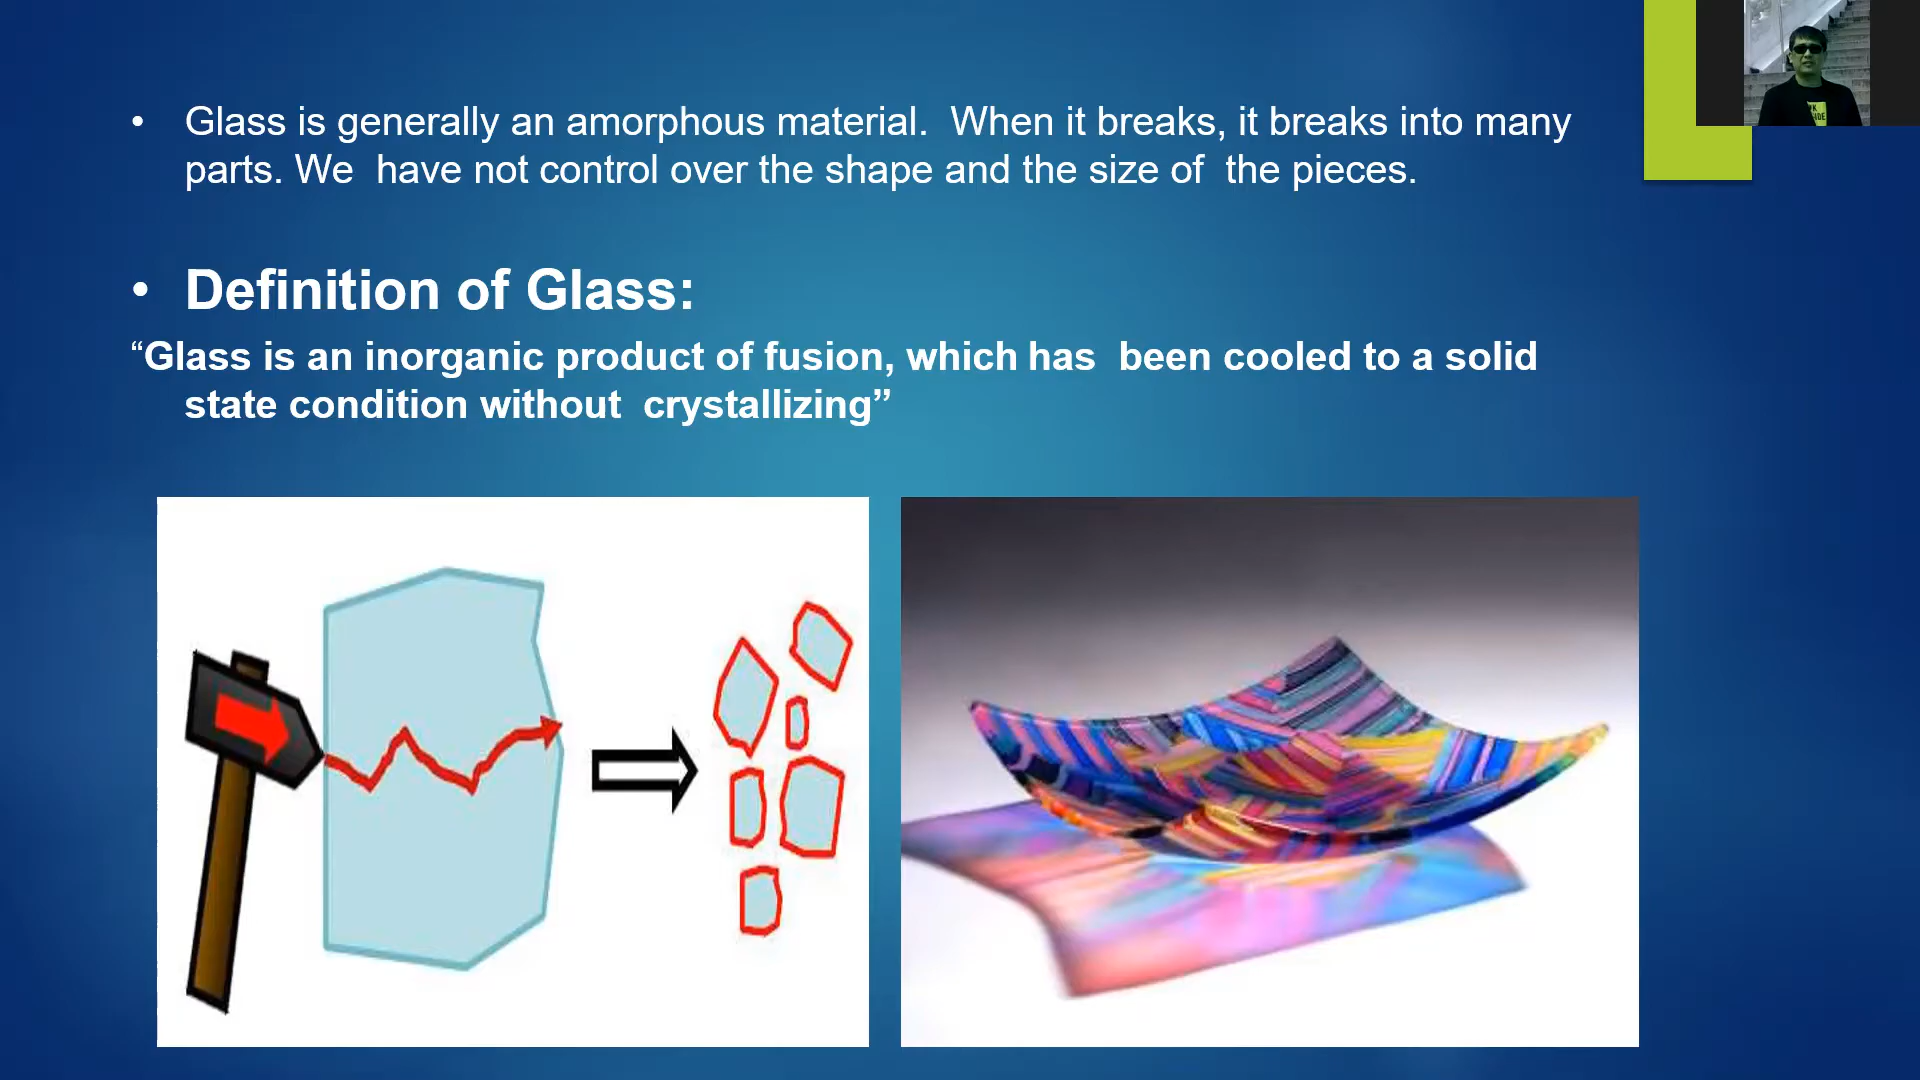 • Glass is generally an amorphous material.  When it breaks, it breaks into many
parts. We  have not control over the shape and the size of  the pieces.
• Definition of Glass:
“Glass is an inorganic product of fusion, which has  been cooled to a solid
state condition without  crystallizing”